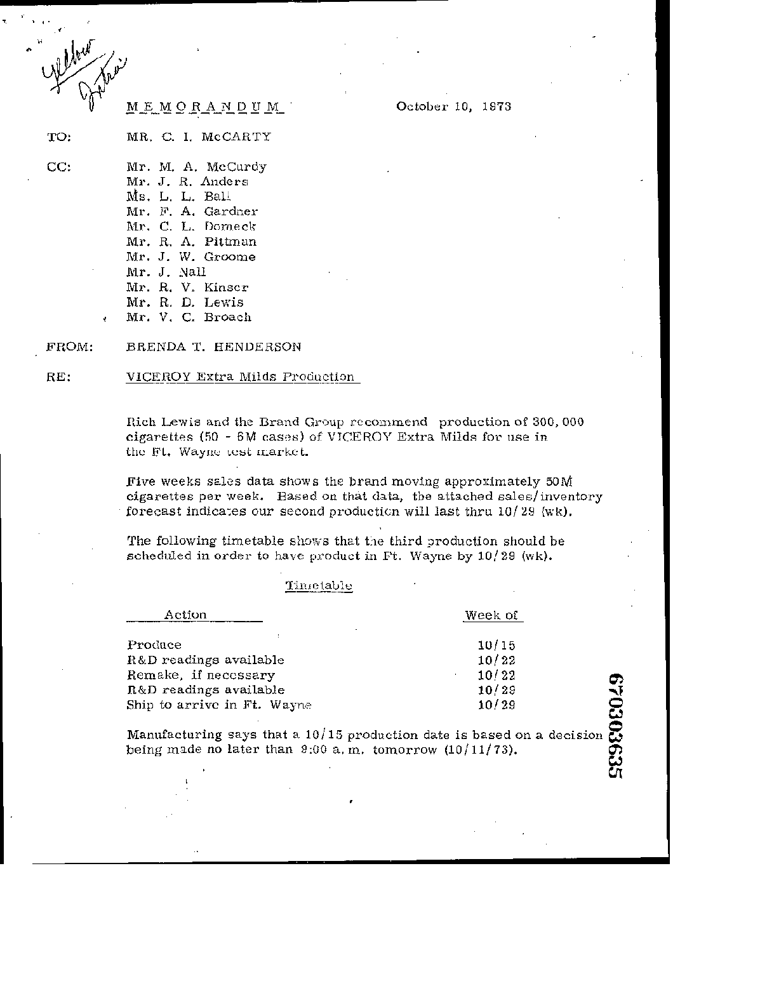 yellow
Extra
MEMORANDUM October 10, 1973
TO: MR. C. I. McCARTY
CC: Mr. M. A. McCurdy
Mr. J. R. Anders
Ms. L. L. Ball
Mr. F. A. Gardner
Mr. C. L. Domeck
Mr. R. A. Pittman
Mr. J. W. Groome
Mr. J. Nall
Mr. R. V. Kinser
Mr. R. D. Lewis
Mr. V. C. Broach
FROM: BRENDA T. HENDERSON
RE: VICEROY Extra Milds Production
Rich Lewis and the Brand Group recommend production of 300,000
cigarettes (50 - 6M cases) of VICEROY Extra Milds for use in
the Ft. Wayne test market.
Five weeks sales data shows the brand moving approximately 50M
cigarettes per week. Based on that data, the attached sales/inventory
forecast indicates our second production will last thru 10/29 (wk).
The following timetable shows that the third production should be
scheduled in order to have product in Ft. Wayne by 10/29 (wk).
Timetable
Action Week of
Produce 10/15
R&D readings available 10/22
Remake, if necessary 10/22
R&D readings available 10/29
Ship to arrive in Ft. Wayne 10/29
Manufacturing says that a 10/15 production date is based on a decision
being made no later than 9:00 a.m. tomorrow (10/11/73).
670303635